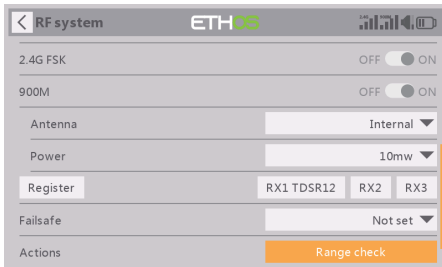 RF system ETHOS
2.4G FSK OFF ON
900M OFF ON
Antenna Internal
Power 10mw
Register RX1 TDSR12 RX2 RX3
Failsafe Not set
Actions Range check